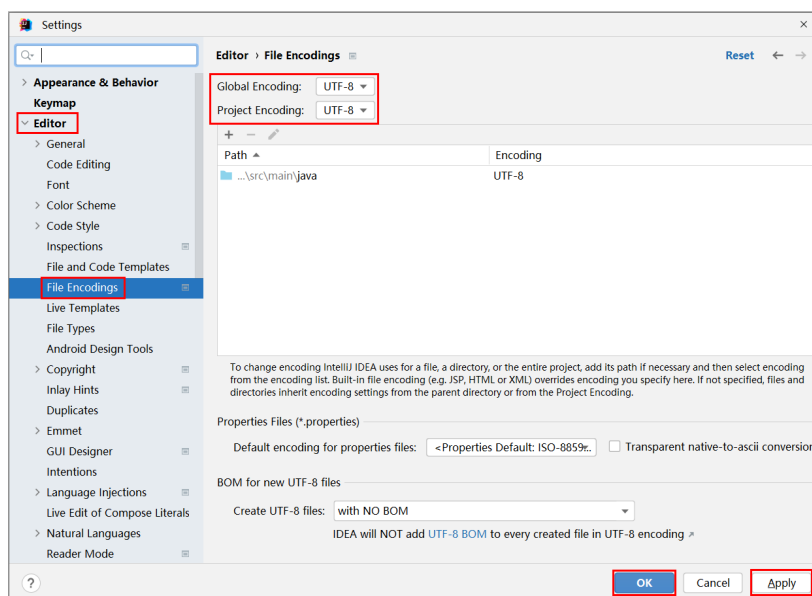 Settings
Editor › File Encodings
Reset
Appearance & Behavior
Keymap
Editor
General
Code Editing
Font
Color Scheme
Code Style
Inspections
File and Code Templates
File Encodings
Live Templates
File Types
Android Design Tools
Copyright
Inlay Hints
Duplicates
Emmet
GUI Designer
Intentions
Language Injections
Live Edit of Compose Literals
Natural Languages
Reader Mode
Global Encoding: UTF-8
Project Encoding: UTF-8
Path Encoding
...\src\main\java UTF-8
To change encoding IntelliJ IDEA uses for a file, a directory, or the entire project, add its path if necessary and then select encoding
from the encoding list. Built-in file encoding (e.g. JSP, HTML or XML) overrides encoding you specify here. If not specified, files and
directories inherit encoding settings from the parent directory or from the Project Encoding.
Properties Files (*.properties)
Default encoding for properties files: <Properties Default: ISO-8859 Transparent native-to-ascii conversion
BOM for new UTF-8 files
Create UTF-8 files: with NO BOM
IDEA will NOT add UTF-8 BOM to every created file in UTF-8 encoding ↗
? OK Cancel Apply